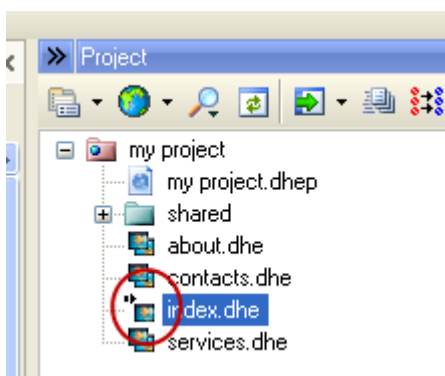 Project
my project
my project.dhep
shared
about.dhe
contacts.dhe
index.dhe
services.dhe